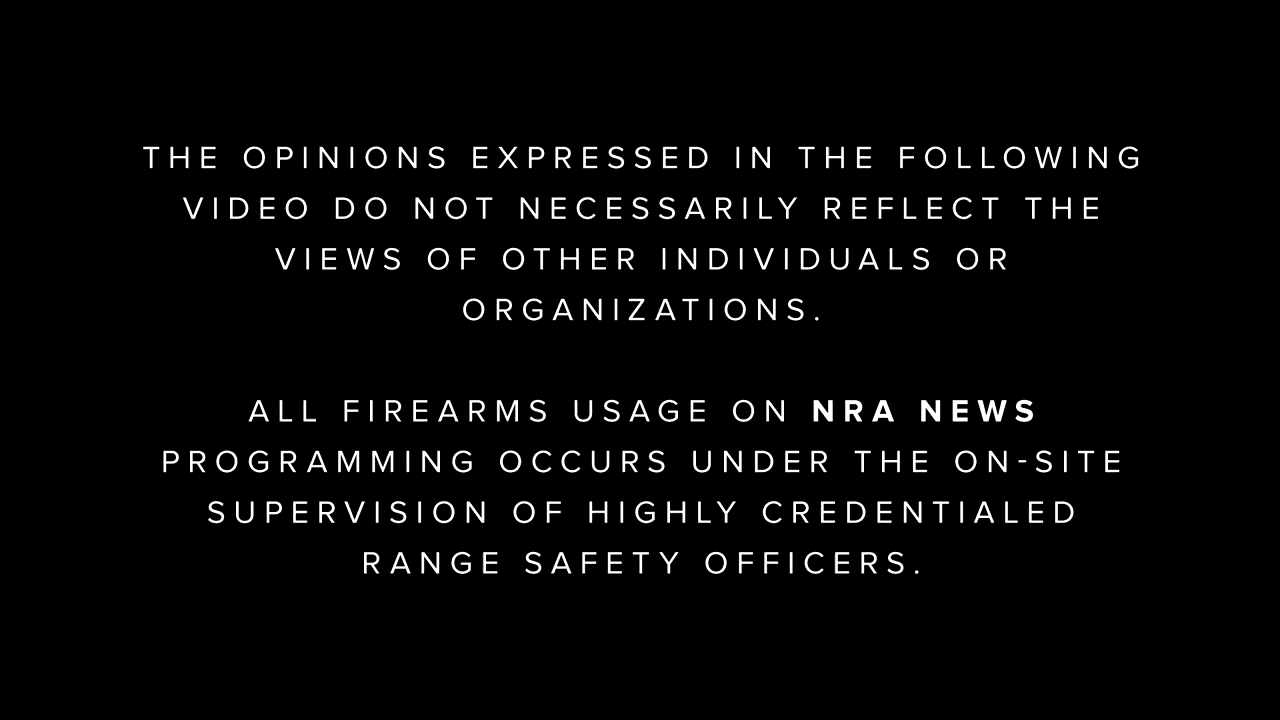 THE OPINIONS EXPRESSED IN THE FOLLOWING
VIDEO DO NOT NECESSARILY REFLECT THE
VIEWS OF OTHER INDIVIDUALS OR
ORGANIZATIONS.
ALL FIREARMS USAGE ON NRA NEWS
PROGRAMMING OCCURS UNDER THE ON-SITE
SUPERVISION OF HIGHLY CREDENTIALED
RANGE SAFETY OFFICERS.